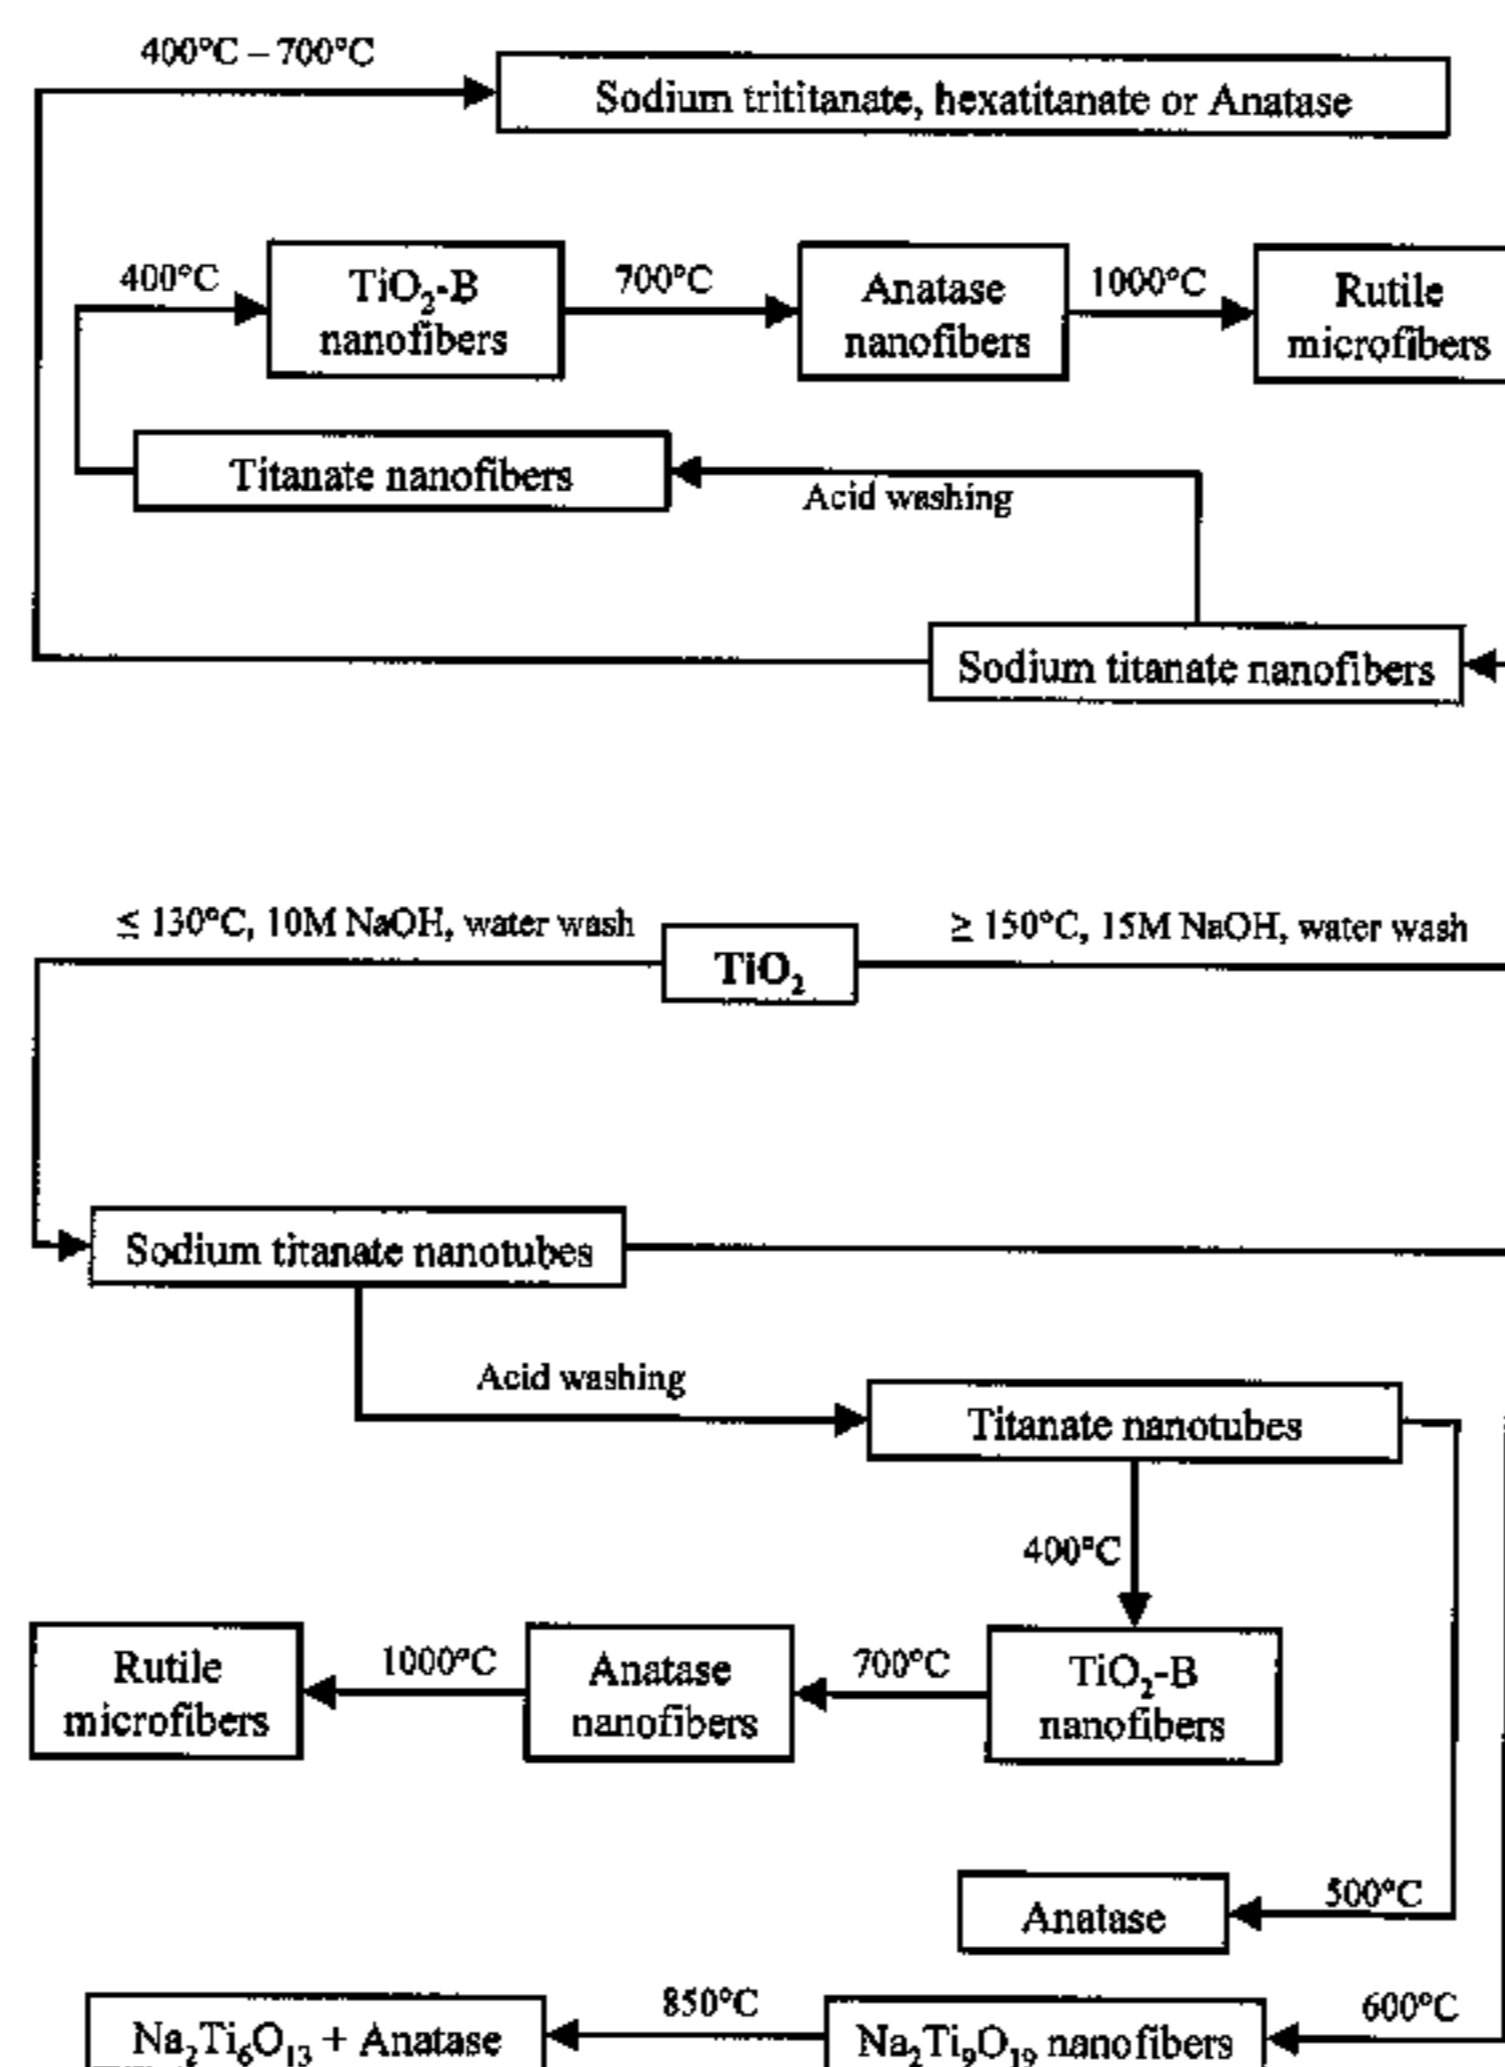 400°C – 700°C
Sodium trititanate, hexatitanate or Anatase
400°C
TiO₂-B
nanofibers
700°C
Anatase
nanofibers
1000°C
Rutile
microfibers
Titanate nanofibers
Acid washing
Sodium titanate nanofibers
≤ 130°C, 10M NaOH, water wash
TiO₂
≥ 150°C, 15M NaOH, water wash
Sodium titanate nanotubes
Acid washing
Titanate nanotubes
400°C
Rutile
microfibers
1000°C
Anatase
nanofibers
700°C
TiO₂-B
nanofibers
Anatase
500°C
Na₂Ti₆O₁₃ + Anatase
850°C
Na₂Ti₉O₁₉ nanofibers
600°C